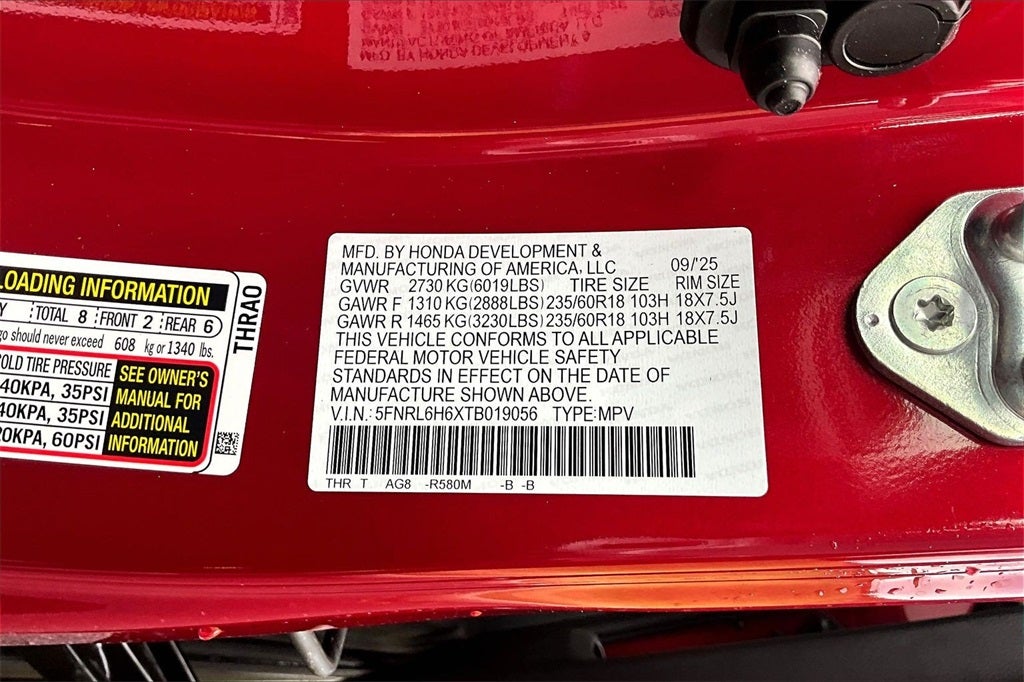 MFD. BY HONDA DEVELOPMENT &
MANUFACTURING OF AMERICA, LLC 09/'25
GVWR 2730 KG(6019LBS) TIRE SIZE RIM SIZE
GAWR F 1310 KG(2888LBS) 235/60R18 103H 18X7.5J
GAWR R 1465 KG(3230LBS) 235/60R18 103H 18X7.5J
THIS VEHICLE CONFORMS TO ALL APPLICABLE
FEDERAL MOTOR VEHICLE SAFETY
STANDARDS IN EFFECT ON THE DATE OF
MANUFACTURE SHOWN ABOVE.
V.I.N.: 5FNRL6H6XTB019056 TYPE:MPV
THR T AG8 -R580M -B -B
LOADING INFORMATION
TOTAL 8 FRONT 2 REAR 6
should never exceed 608 kg or 1340 lbs.
TIRE PRESSURE
40KPA, 35PSI
40KPA, 35PSI
20KPA, 60PSI
SEE OWNER'S
MANUAL FOR
ADDITIONAL
INFORMATION
THRAO